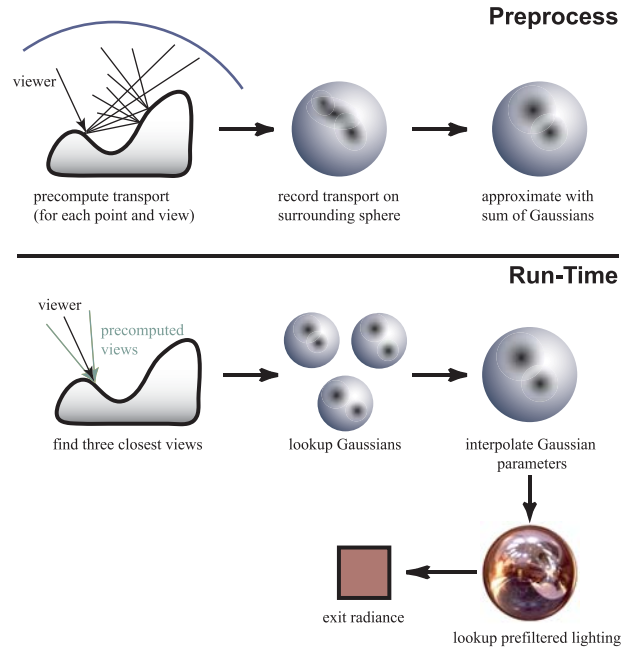 Preprocess
viewer
precompute transport
(for each point and view)
record transport on
surrounding sphere
approximate with
sum of Gaussians
Run-Time
viewer
precomputed
views
find three closest views
lookup Gaussians
interpolate Gaussian
parameters
exit radiance
lookup prefiltered lighting